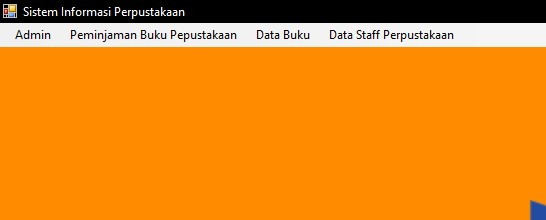 Sistem Informasi Perpustakaan
Admin Peminjaman Buku Pepustakaan Data Buku Data Staff Perpustakaan